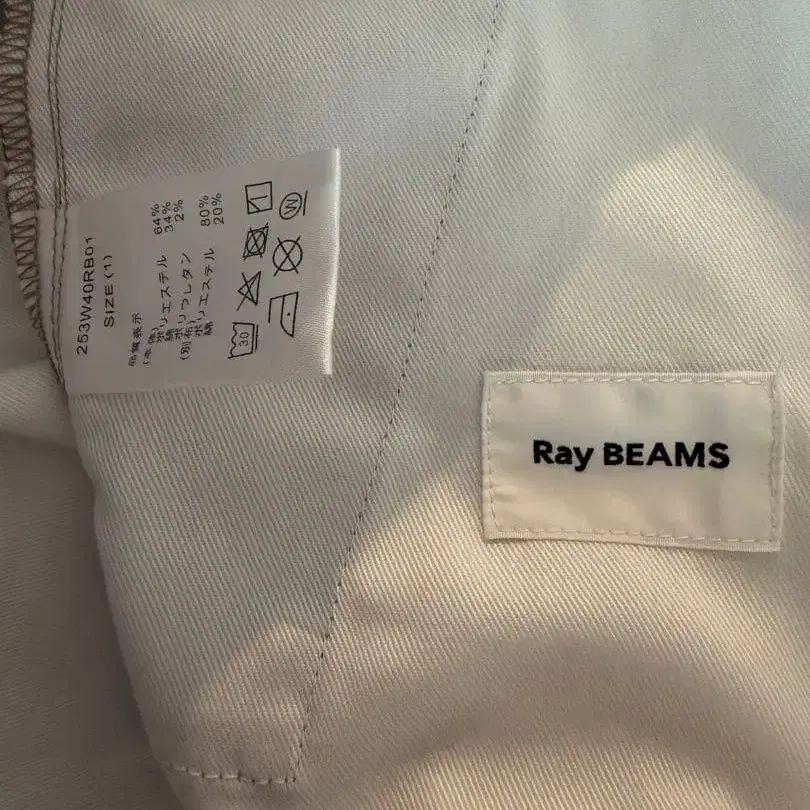 253W40RB01
SIZE(1)
品質表示
(本体)
ポリエステル 64%
綿 34%
ポリウレタン 2%
(別布)
ポリエステル 80%
綿 20%
30
W
Ray BEAMS